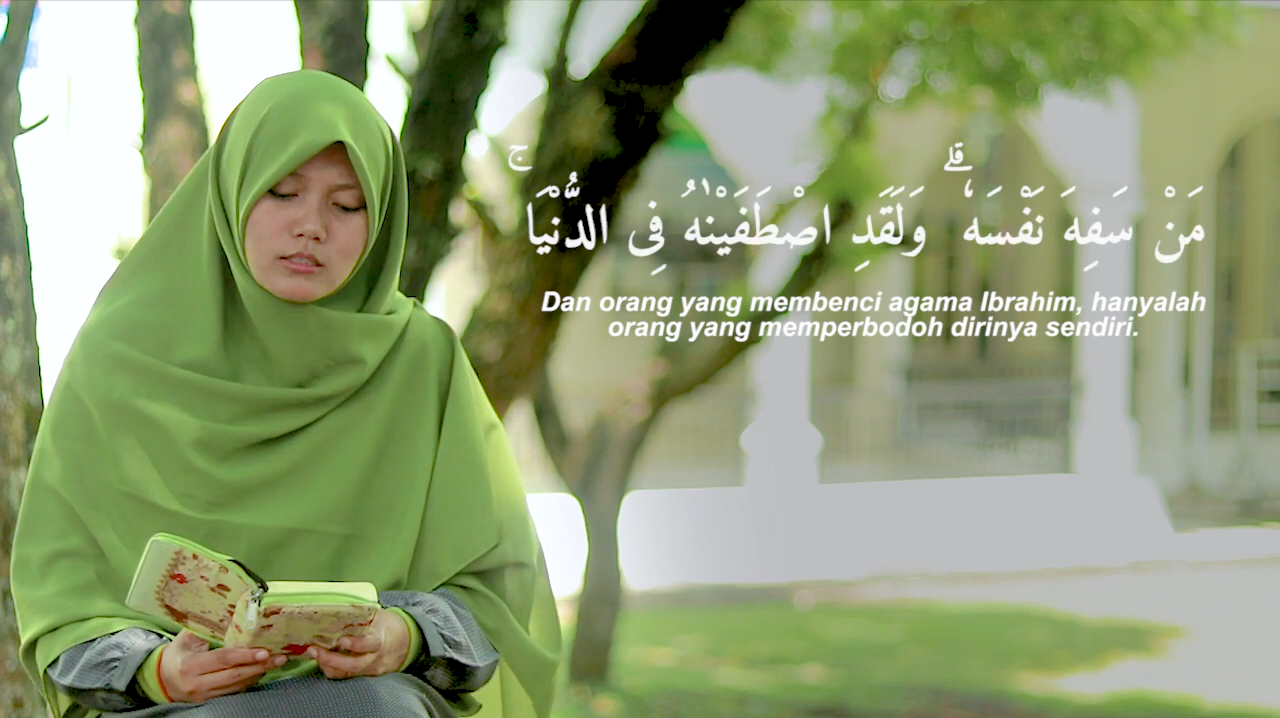 مَنْ سَفِهَ نَفْسَهٗ ۗ وَلَقَدِ اصْطَفَيْنٰهُ فِى الدُّنْيَا ۚ
Dan orang yang membenci agama Ibrahim, hanyalah
orang yang memperbodoh dirinya sendiri.